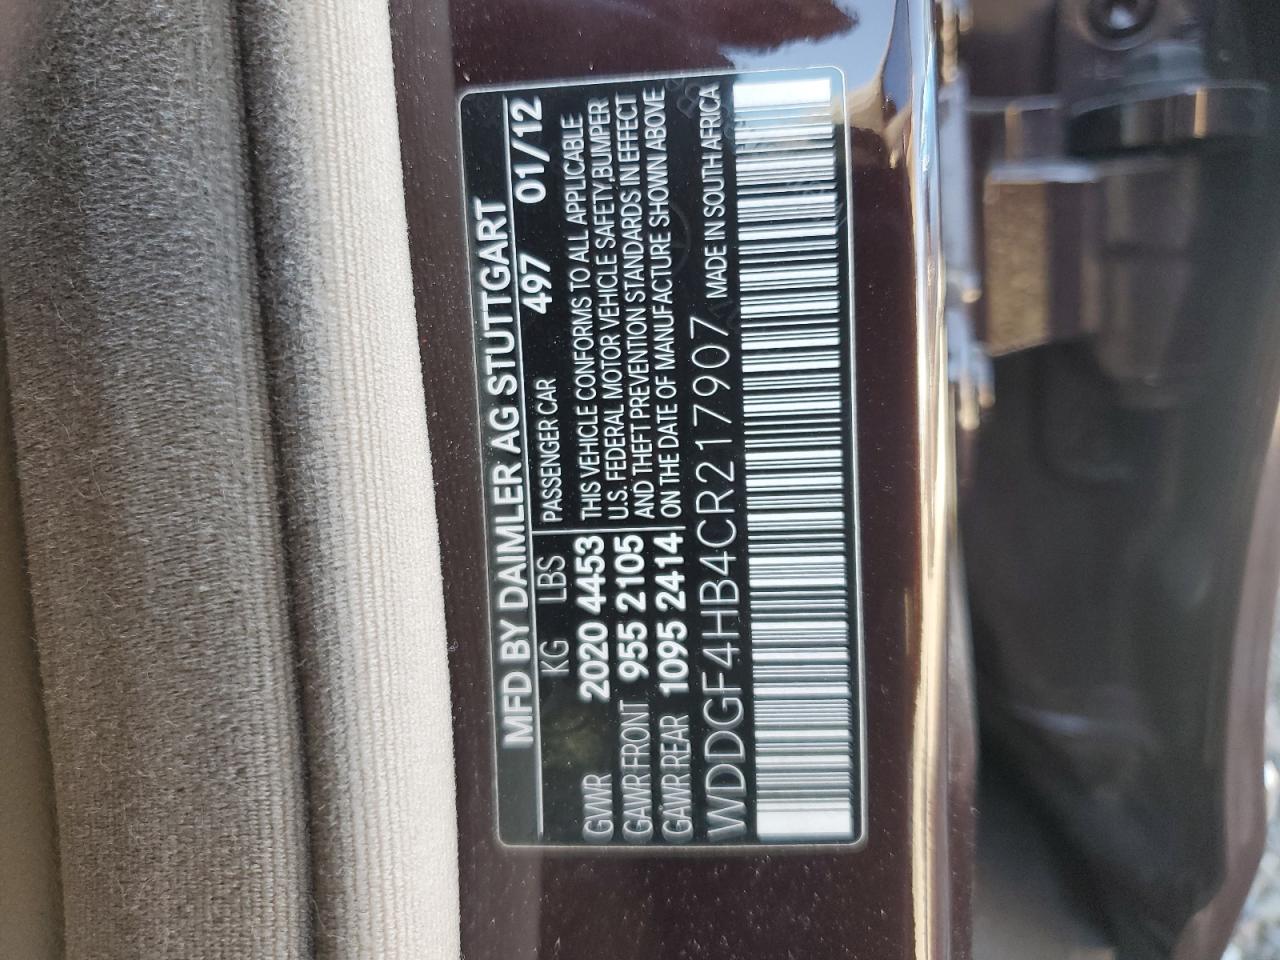 MFD BY DAIMLER AG STUTTGART
KG LBS PASSENGER CAR 497 01/12
GVWR 2020 4453 THIS VEHICLE CONFORMS TO ALL APPLICABLE
U.S. FEDERAL MOTOR VEHICLE SAFETY,BUMPER
GAWR FRONT 955 2105 AND THEFT PREVENTION STANDARDS IN EFFECT
GAWR REAR 1095 2414 ON THE DATE OF MANUFACTURE SHOWN ABOVE
WDDGF4HB4CR217907 MADE IN SOUTH AFRICA